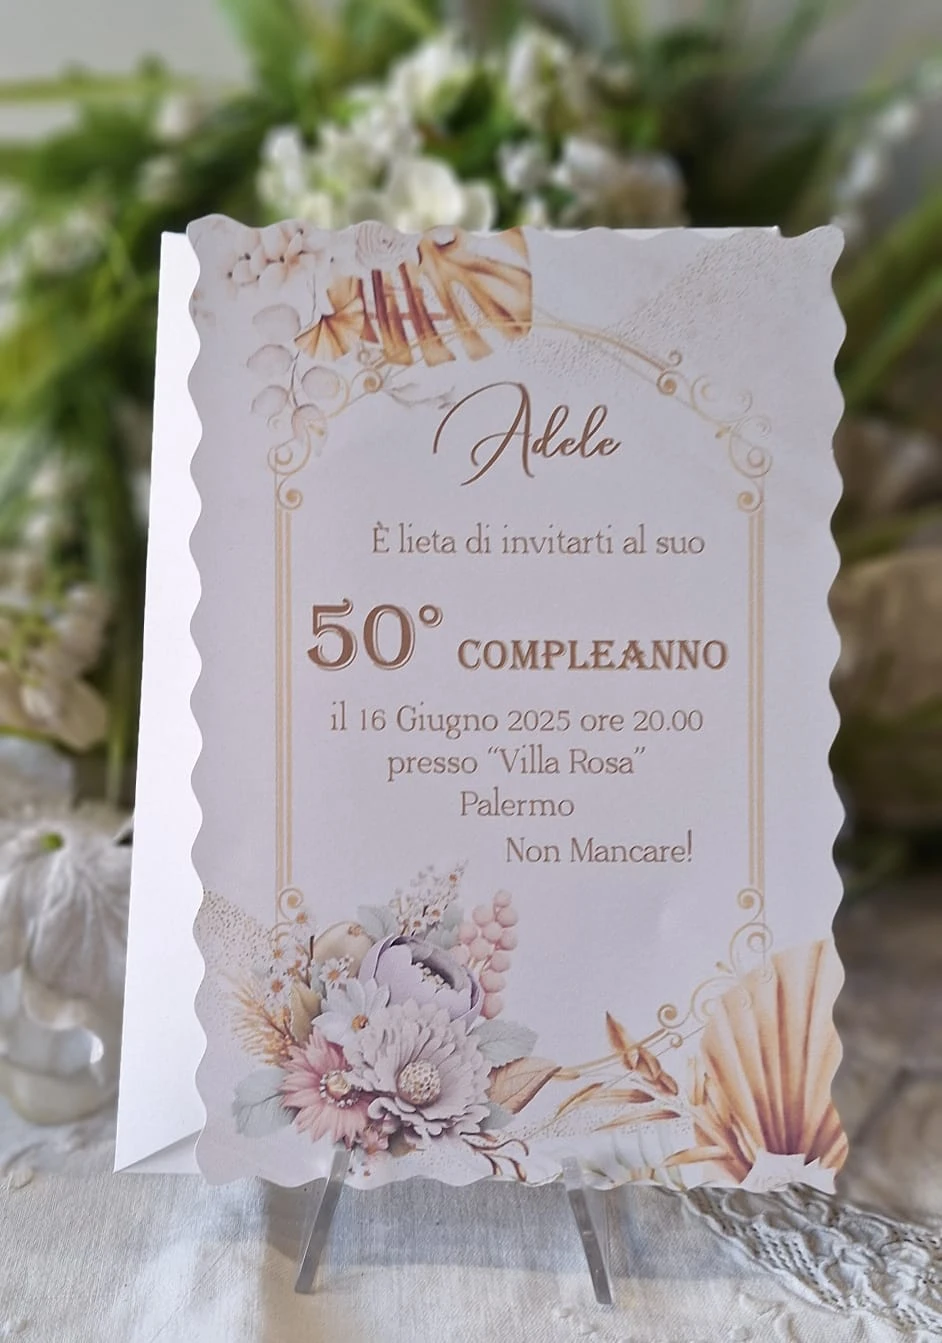 Adele
È lieta di invitarti al suo
50° COMPLEANNO
il 16 Giugno 2025 ore 20.00
presso “Villa Rosa”
Palermo
Non Mancare!